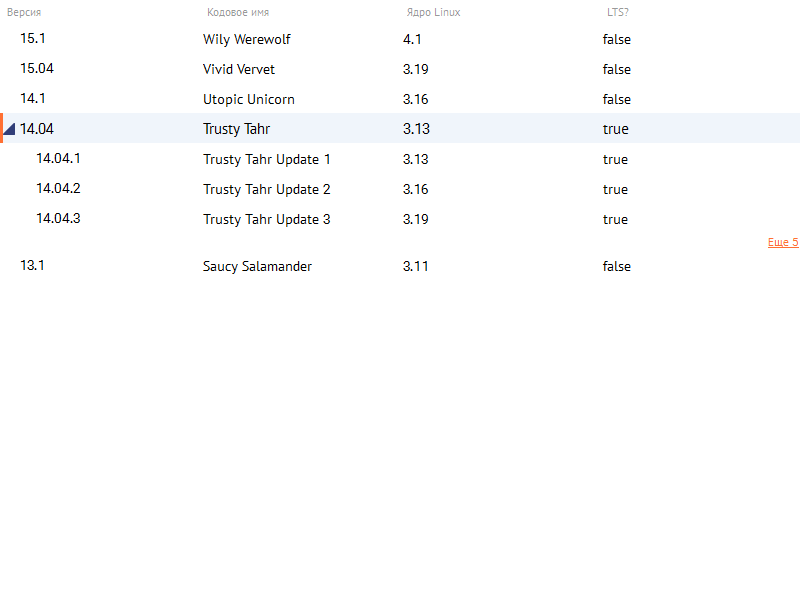 Версия Кодовое имя Ядро Linux LTS?
15.1 Wily Werewolf 4.1 false
15.04 Vivid Vervet 3.19 false
14.1 Utopic Unicorn 3.16 false
14.04 Trusty Tahr 3.13 true
14.04.1 Trusty Tahr Update 1 3.13 true
14.04.2 Trusty Tahr Update 2 3.16 true
14.04.3 Trusty Tahr Update 3 3.19 true
Еще 5
13.1 Saucy Salamander 3.11 false